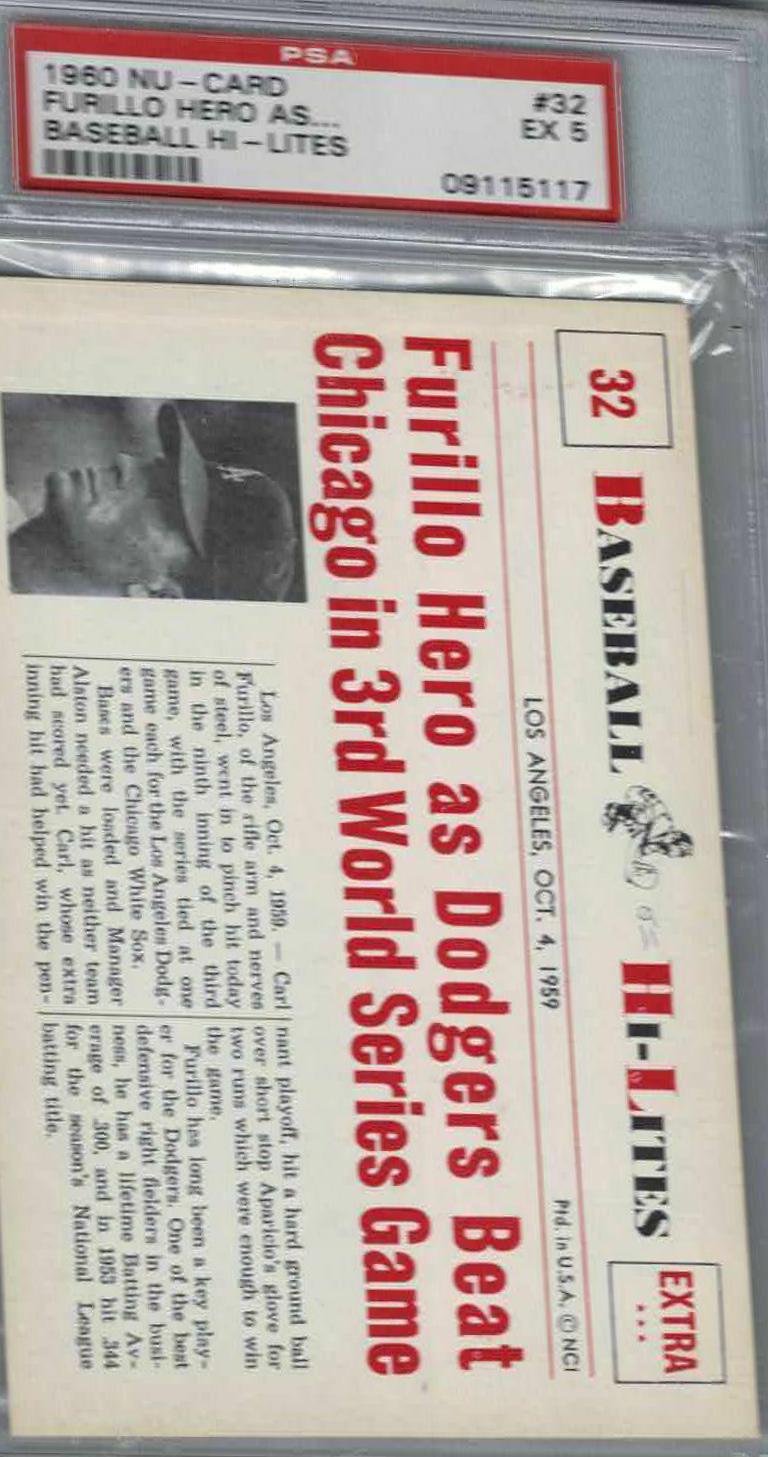 PSA
1960 NU-CARD
#32
FURILLO HERO AS...
EX 5
BASEBALL HI-LITES
09115117
32
BASEBALL HI-LITES
EXTRA
...
LOS ANGELES, OCT. 4, 1959
Ptd. in U.S.A. © NCI
Furillo Hero as Dodgers Beat
Chicago in 3rd World Series Game
Los Angeles, Oct. 4, 1959. — Carl
Furillo, of the rifle arm and nerves
of steel, went in to pinch hit today
in the ninth inning of the third
game, with the series tied at one
game each for the Los Angeles Dodg-
ers and the Chicago White Sox.
Bases were loaded and Manager
Alston needed a hit as neither team
had scored yet. Carl, whose extra
inning hit had helped win the pen-
nant playoff, hit a hard ground ball
over short stop Aparicio's glove for
two runs which were enough to win
the game.
Furillo has long been a key play-
er for the Dodgers. One of the best
defensive right fielders in the busi-
ness, he has a lifetime Batting Av-
erage of .300, and in 1953 hit .344
for the season's National League
batting title.